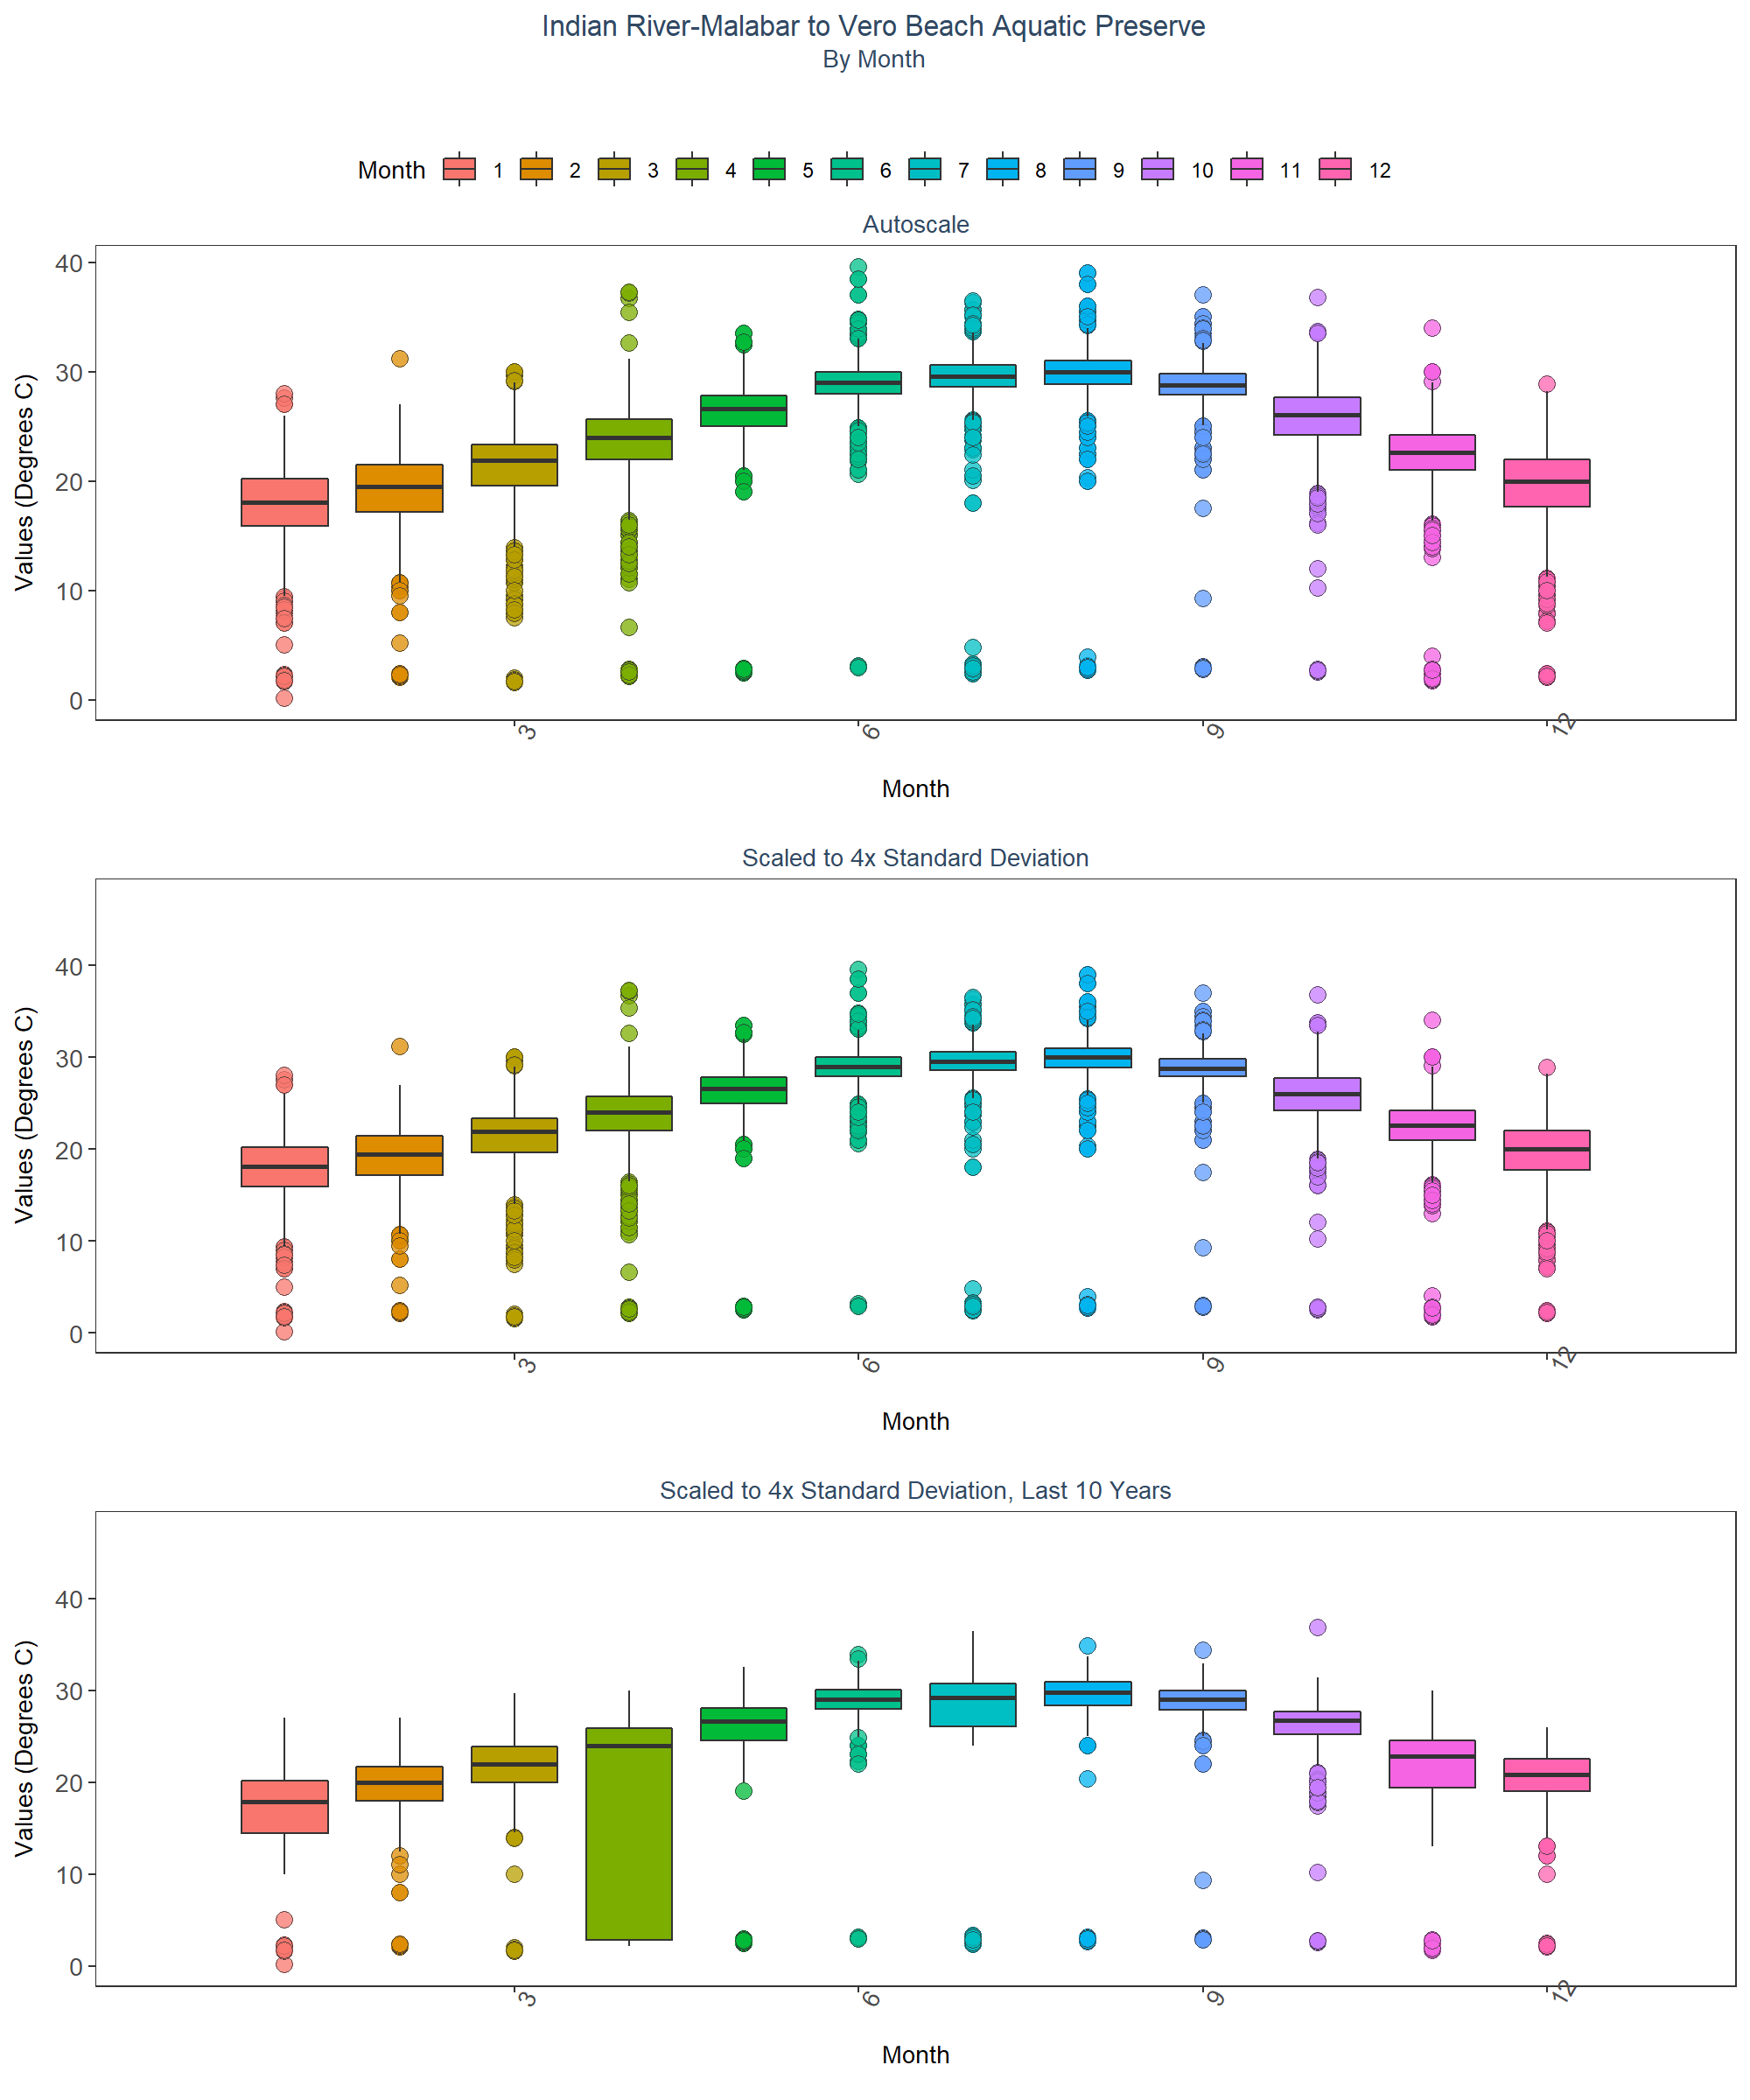 Indian River-Malabar to Vero Beach Aquatic Preserve
By Month
Month 1 2 3 4 5 6 7 8 9 10 11 12
Autoscale
Values (Degrees C)
40
30
20
10
0
3 6 9 12
Month
Scaled to 4x Standard Deviation
Values (Degrees C)
40
30
20
10
0
3 6 9 12
Month
Scaled to 4x Standard Deviation, Last 10 Years
Values (Degrees C)
40
30
20
10
0
3 6 9 12
Month